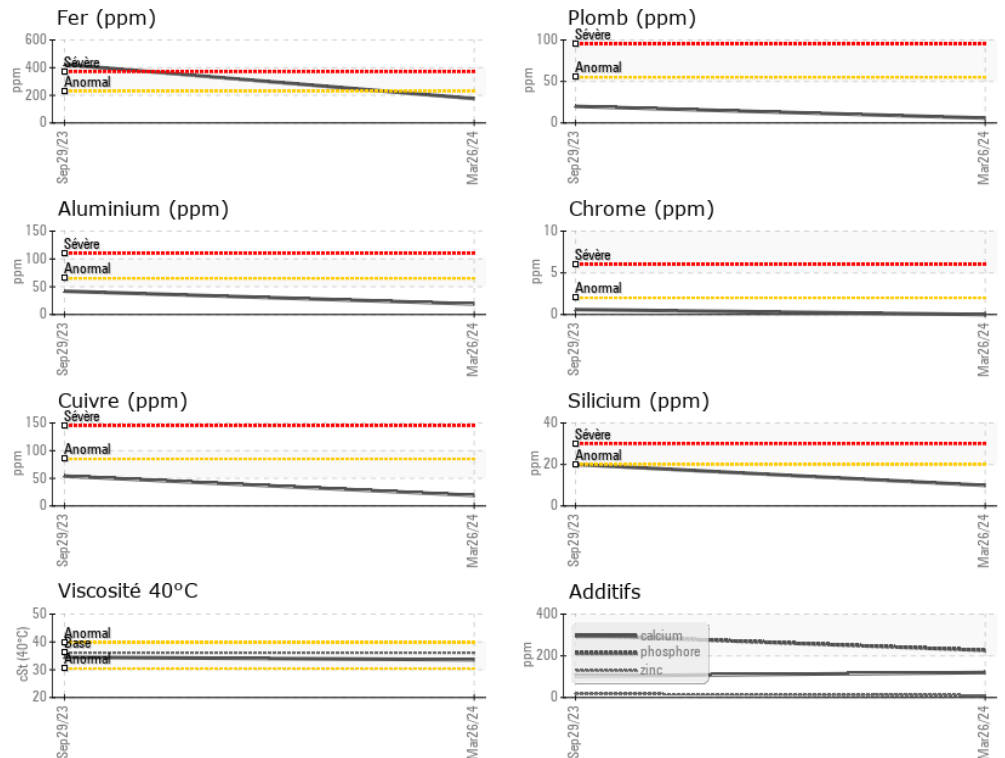 Fer (ppm)
600
400
200
0
ppm
Sévère
Anormal
Sep29/23
Mar26/24
Plomb (ppm)
100
50
0
ppm
Sévère
Anormal
Sep29/23
Mar26/24
Aluminium (ppm)
150
100
50
0
ppm
Sévère
Anormal
Sep29/23
Mar26/24
Chrome (ppm)
10
5
0
ppm
Sévère
Anormal
Sep29/23
Mar26/24
Cuivre (ppm)
150
100
50
0
ppm
Sévère
Anormal
Sep29/23
Mar26/24
Silicium (ppm)
40
20
0
ppm
Sévère
Anormal
Sep29/23
Mar26/24
Viscosité 40°C
50
40
30
20
cSt (40°C)
Anormal
Base
Anormal
Sep29/23
Mar26/24
Additifs
400
200
0
ppm
calcium
phosphore
zinc
Sep29/23
Mar26/24